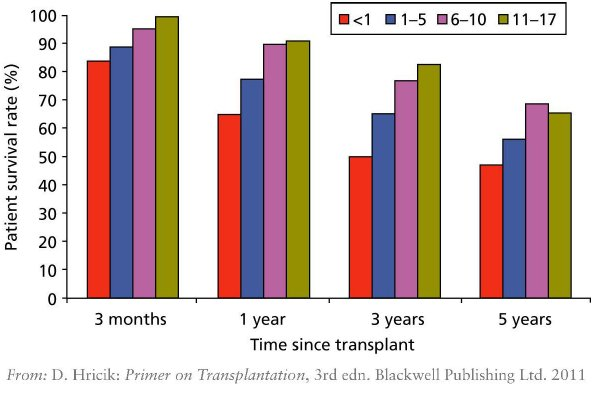 <1 1–5 6–10 11–17
100
90
80
70
60
50
40
30
20
10
0
Patient survival rate (%)
3 months 1 year 3 years 5 years
Time since transplant
From: D. Hricik: Primer on Transplantation, 3rd edn. Blackwell Publishing Ltd. 2011